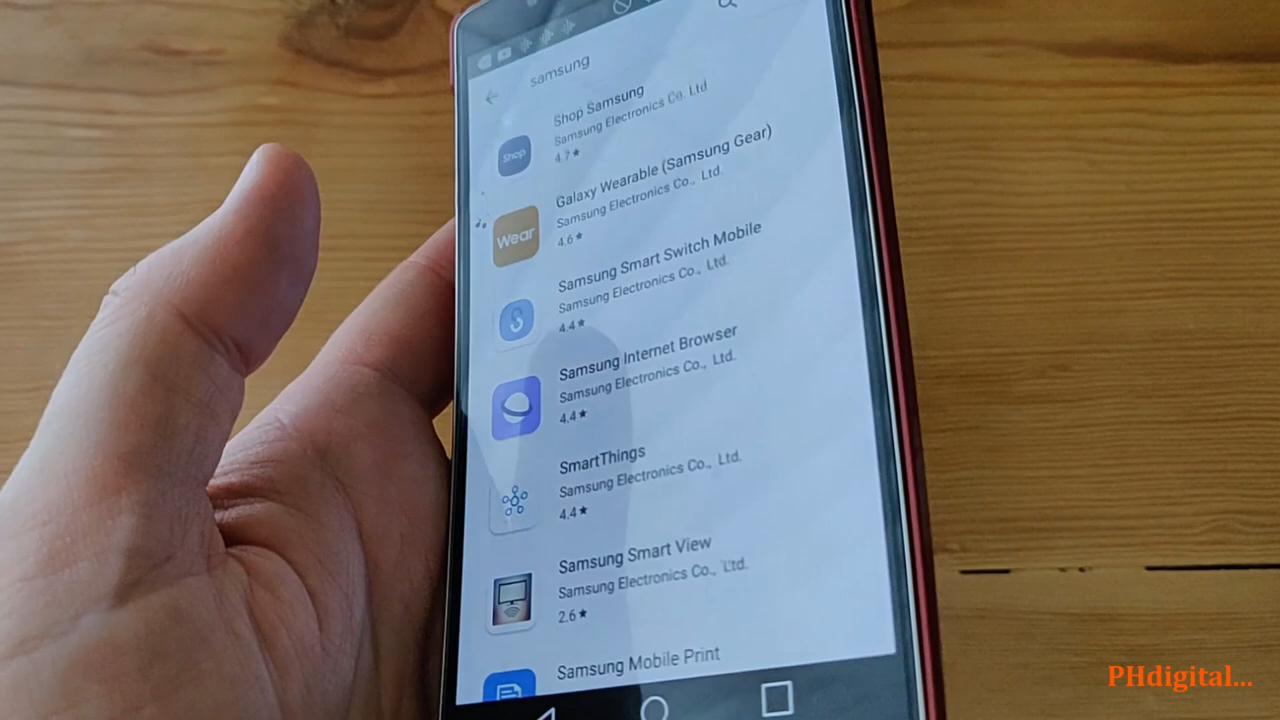 samsung
Shop Samsung
Samsung Electronics Co. Ltd
4.7★
Shop
Galaxy Wearable (Samsung Gear)
Samsung Electronics Co., Ltd.
4.6★
Wear
Samsung Smart Switch Mobile
Samsung Electronics Co., Ltd.
4.4★
Samsung Internet Browser
Samsung Electronics Co., Ltd.
4.4★
SmartThings
Samsung Electronics Co., Ltd.
4.4★
Samsung Smart View
Samsung Electronics Co., Ltd.
2.6★
Samsung Mobile Print
PHdigital...